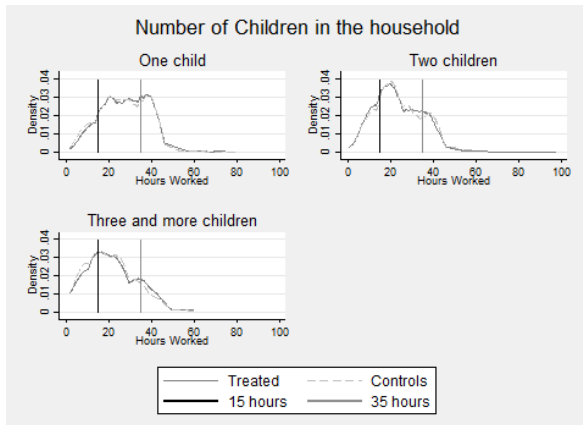 Number of Children in the household
One child
Two children
Density
0 .01 .02 .03 .04
0 20 40 60 80 100
Hours Worked
Density
0 .01 .02 .03 .04
0 20 40 60 80 100
Hours Worked
Three and more children
Density
0 .01 .02 .03 .04
0 20 40 60 80 100
Hours Worked
Treated Controls
15 hours 35 hours